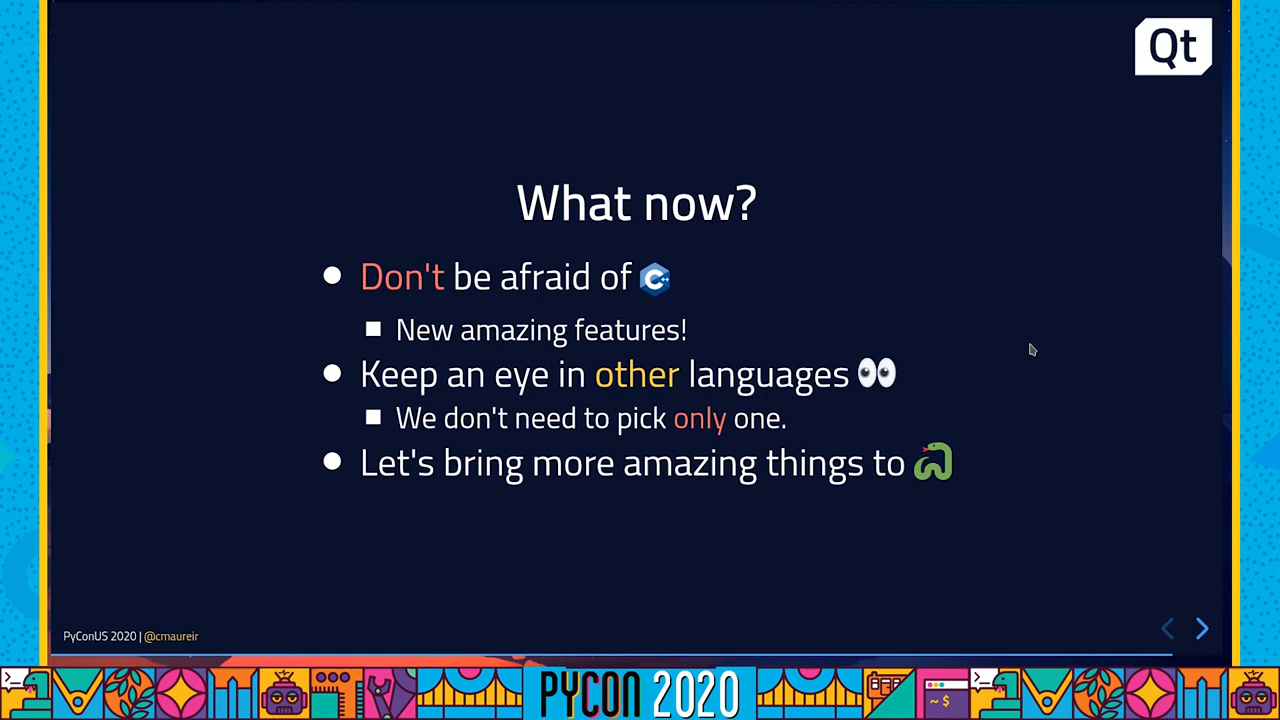 Qt
What now?
Don't be afraid of C++
New amazing features!
Keep an eye in other languages 👀
We don't need to pick only one.
Let's bring more amazing things to 🐍
PyConUS 2020 | @cmaureir
PYCON 2020
~ $